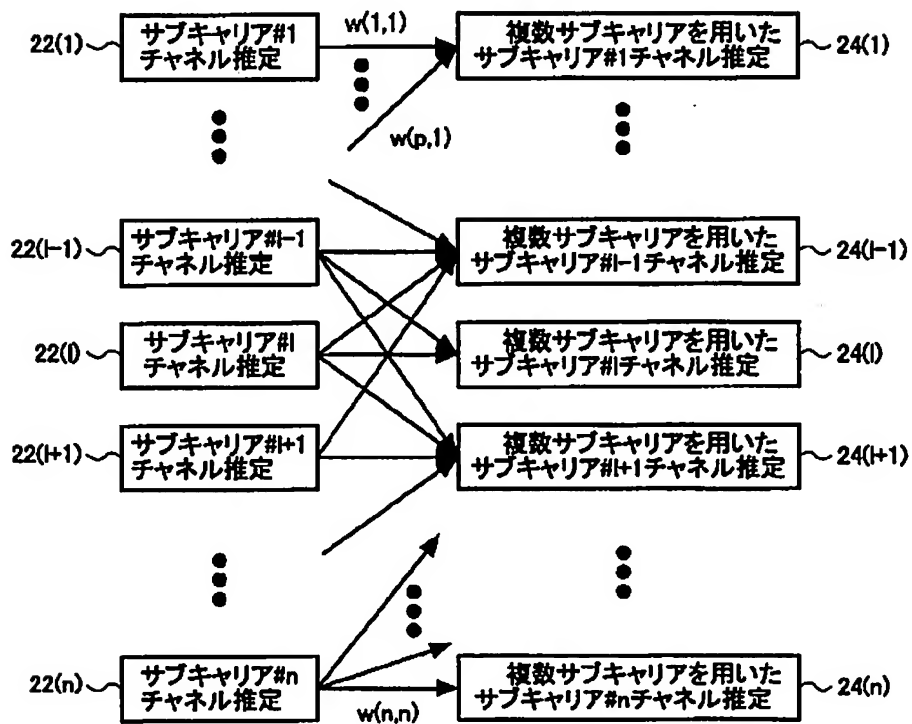 22(1)
サブキャリア#1
チャネル推定
w(1,1)
複数サブキャリアを用いた
サブキャリア#1チャネル推定
24(1)
w(p,1)
22(l-1)
サブキャリア#l-1
チャネル推定
複数サブキャリアを用いた
サブキャリア#l-1チャネル推定
24(l-1)
22(l)
サブキャリア#l
チャネル推定
複数サブキャリアを用いた
サブキャリア#lチャネル推定
24(l)
22(l+1)
サブキャリア#l+1
チャネル推定
複数サブキャリアを用いた
サブキャリア#l+1チャネル推定
24(l+1)
22(n)
サブキャリア#n
チャネル推定
w(n,n)
複数サブキャリアを用いた
サブキャリア#nチャネル推定
24(n)